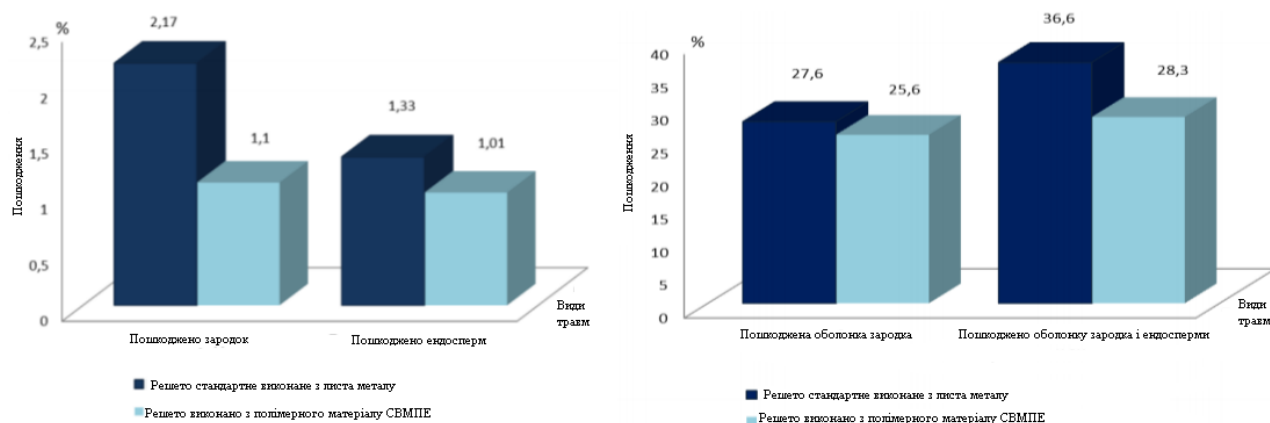 %
2,17
2,5
2
1,5
1
0,5
0
Пошкодження
1,1
1,33
1,01
Види
травм
Пошкоджено зародок
Пошкоджено ендосперм
Решето стандартне виконане з листа металу
Решето виконано з полімерного матеріалу СВМПЕ
%
40
35
30
25
20
15
10
5
0
Пошкодження
27,6
25,6
36,6
28,3
Види
травм
Пошкоджена оболонка зародка
Пошкоджено оболонку зародка і ендосперми
Решето стандартне виконане з листа металу
Решето виконано з полімерного матеріалу СВМПЕ